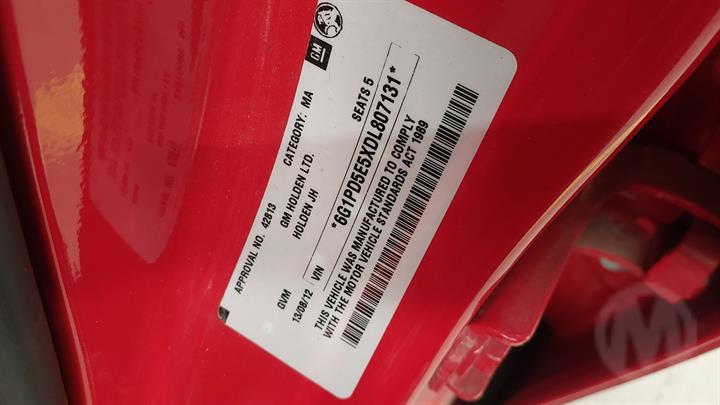 APPROVAL NO. 42813 CATEGORY: MA
GM HOLDEN LTD.
GVM HOLDEN JH SEATS 5
13/08/12 VIN *6G1PD5E5XDL807131*
THIS VEHICLE WAS MANUFACTURED TO COMPLY
WITH THE MOTOR VEHICLE STANDARDS ACT 1989
GM
M